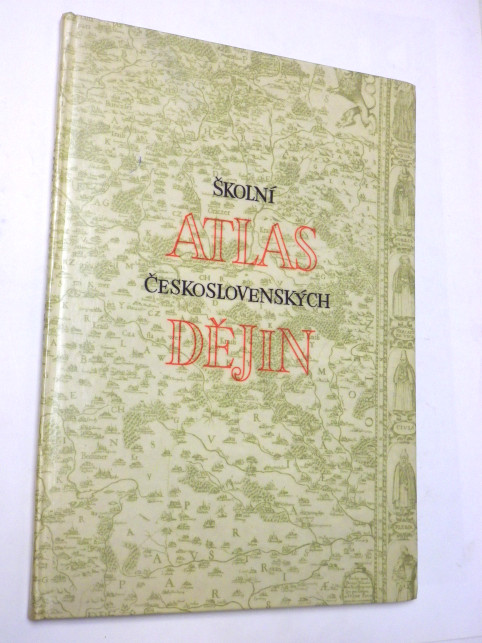 ŠKOLNÍ
ATLAS
ČESKOSLOVENSKÝCH
DĚJIN